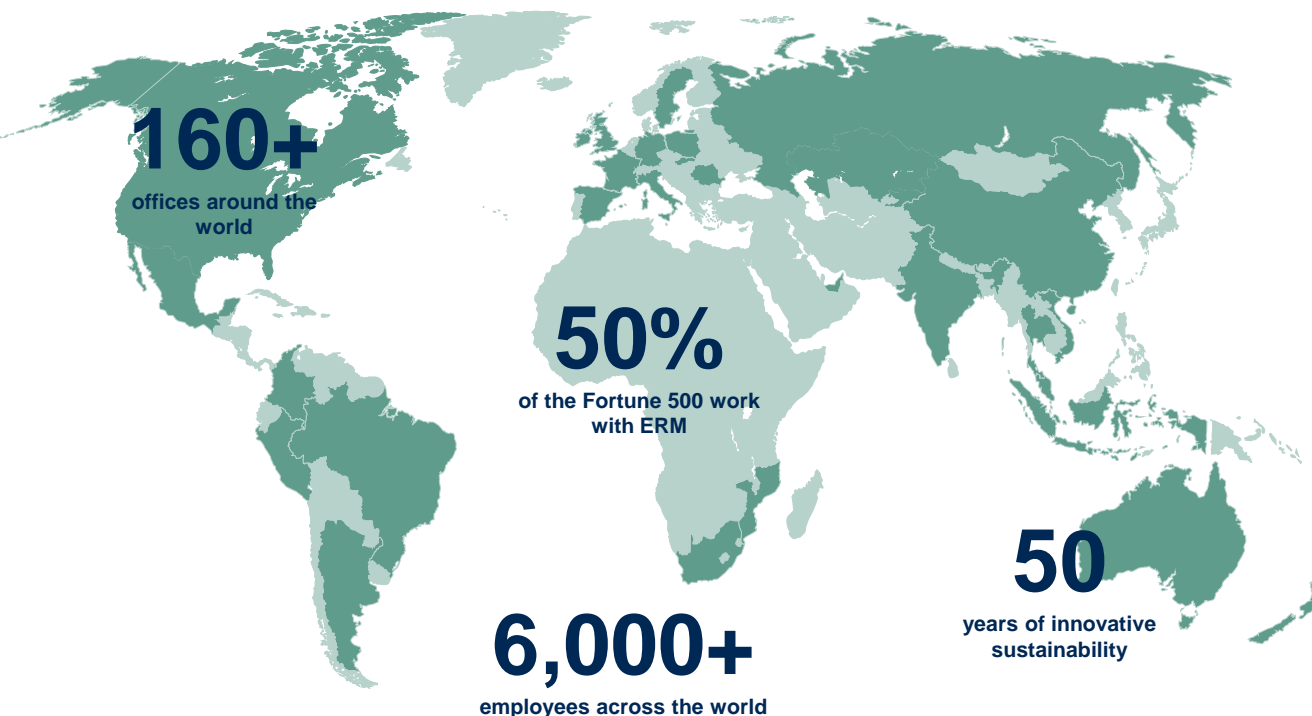 160+
offices around the
world
50%
of the Fortune 500 work
with ERM
50
years of innovative
sustainability
6,000+
employees across the world